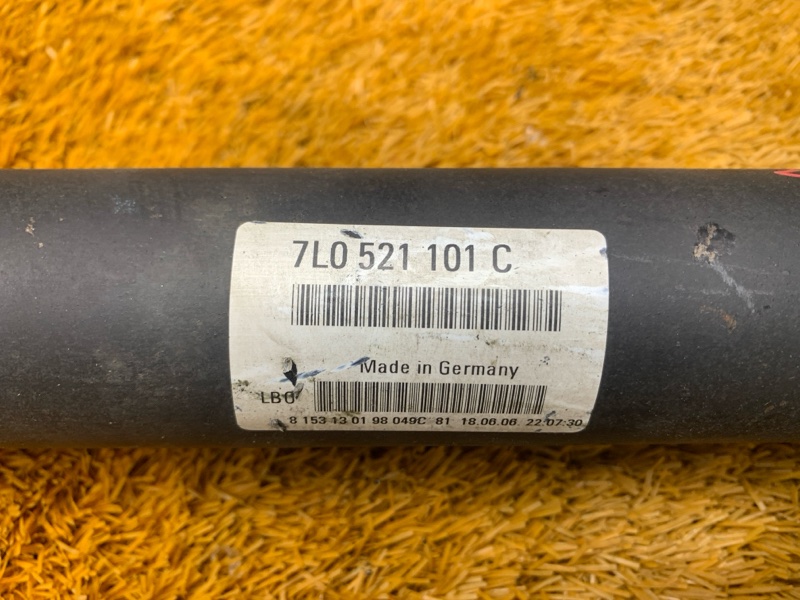 7L0 521 101 C
Made in Germany
LBO
8 153 13 01 98 049C 81 18.06.06 22:07:30